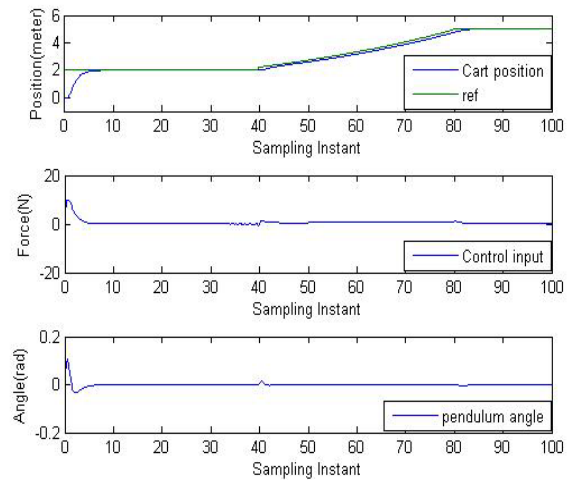 6
4
2
0
Position(meter)
Cart position
ref
0 10 20 30 40 50 60 70 80 90 100
Sampling Instant
20
0
-20
Force(N)
Control input
0 10 20 30 40 50 60 70 80 90 100
Sampling Instant
0.2
0
-0.2
Angle(rad)
pendulum angle
0 10 20 30 40 50 60 70 80 90 100
Sampling Instant